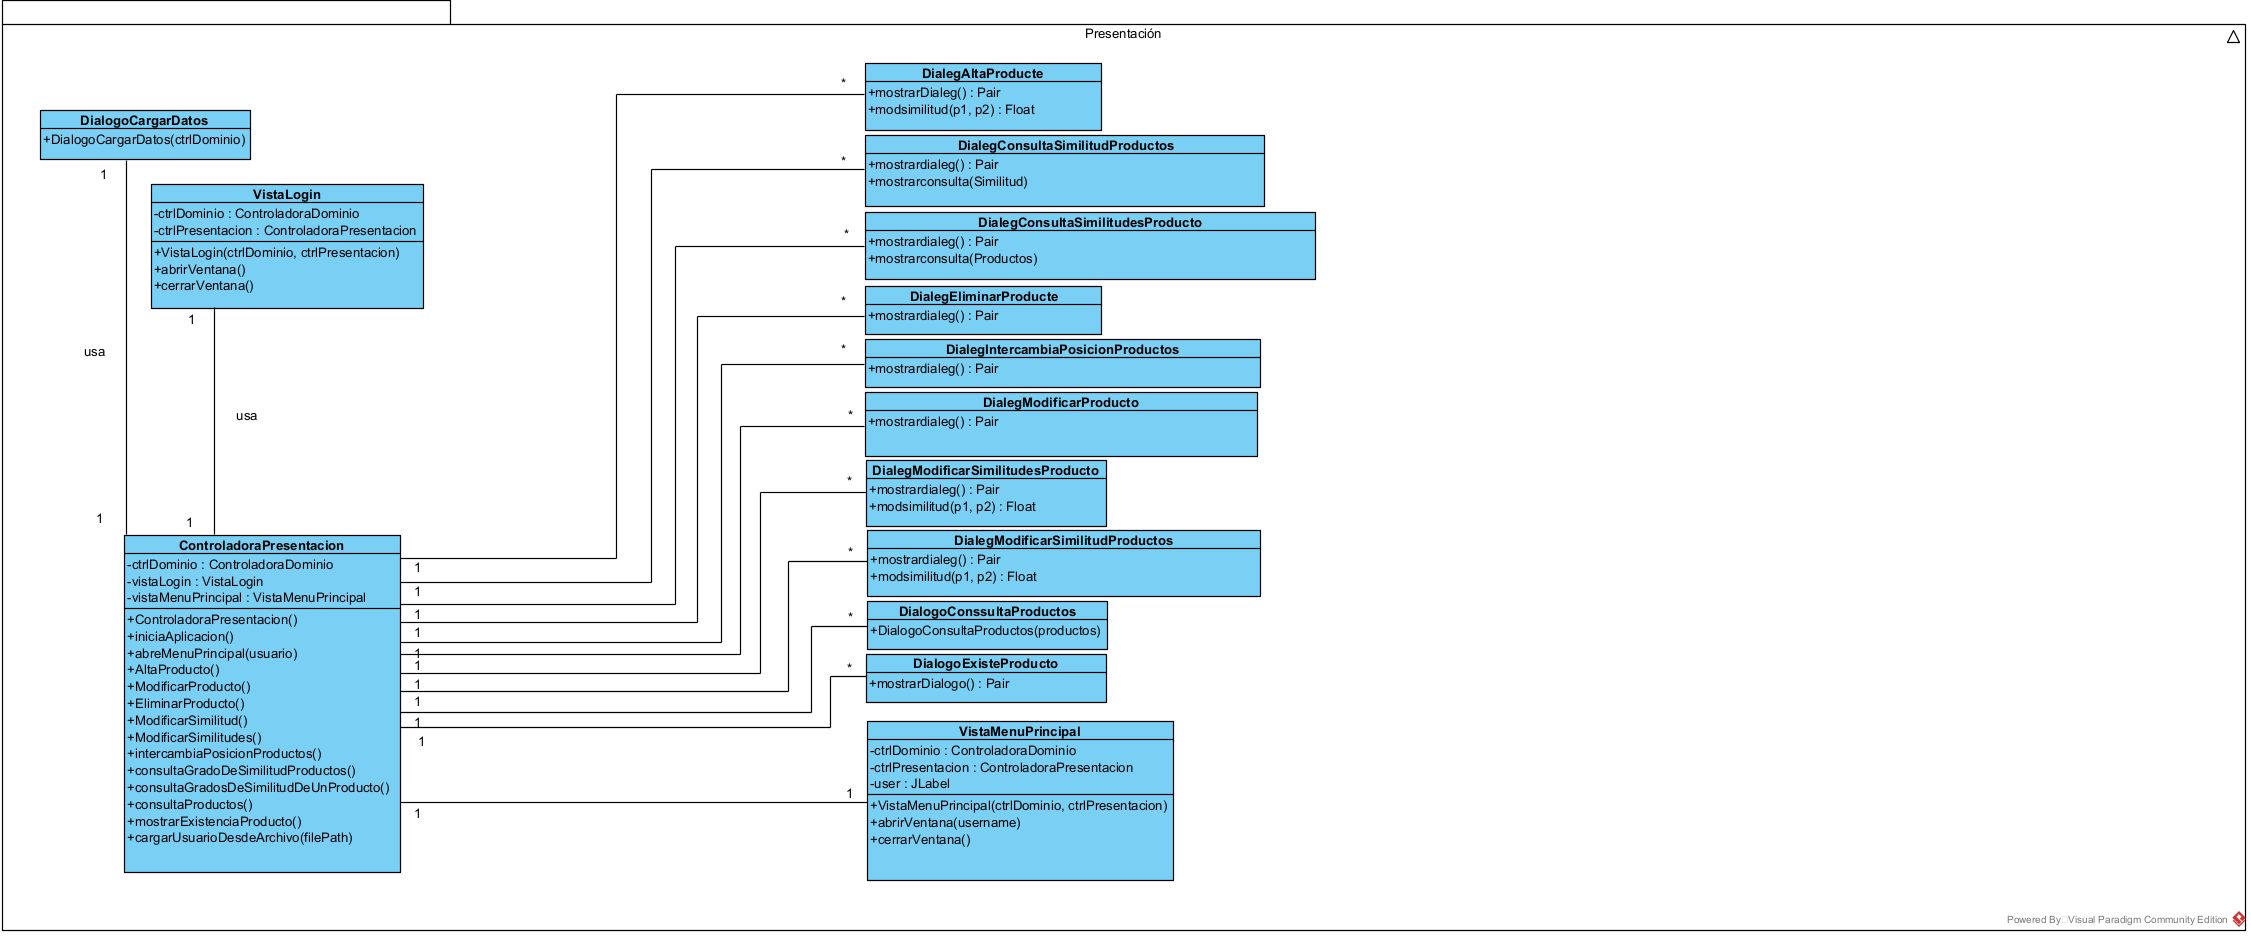 Presentación
DialogoCargarDatos
+DialogoCargarDatos(ctrlDominio)
1
usa
1
VistaLogin
-ctrlDominio : ControladoraDominio
-ctrlPresentacion : ControladoraPresentacion
+VistaLogin(ctrlDominio, ctrlPresentacion)
+abrirVentana()
+cerrarVentana()
1
usa
1
ControladoraPresentacion
-ctrlDominio : ControladoraDominio
-vistaLogin : VistaLogin
-vistaMenuPrincipal : VistaMenuPrincipal
+ControladoraPresentacion()
+iniciaAplicacion()
+abreMenuPrincipal(usuario)
+AltaProducto()
+ModificarProducto()
+EliminarProducto()
+ModificarSimilitud()
+ModificarSimilitudes()
+intercambiaPosicionProductos()
+consultaGradoDeSimilitudProductos()
+consultaGradosDeSimilitudDeUnProducto()
+consultaProductos()
+mostrarExistenciaProducto()
+cargarUsuarioDesdeArchivo(filePath)
1
1
1
1
1
1
1
1
1
1
1
*
DialegAltaProducte
+mostrarDialeg() : Pair
+modsimilitud(p1, p2) : Float
*
DialegConsultaSimilitudProductos
+mostrardialeg() : Pair
+mostrarconsulta(Similitud)
*
DialegConsultaSimilitudesProducto
+mostrardialeg() : Pair
+mostrarconsulta(Productos)
*
DialegEliminarProducte
+mostrardialeg() : Pair
*
DialegIntercambiaPosicionProductos
+mostrardialeg() : Pair
*
DialegModificarProducto
+mostrardialeg() : Pair
*
DialegModificarSimilitudesProducto
+mostrardialeg() : Pair
+modsimilitud(p1, p2) : Float
*
DialegModificarSimilitudProductos
+mostrardialeg() : Pair
+modsimilitud(p1, p2) : Float
*
DialogoConssultaProductos
+DialogoConsultaProductos(productos)
*
DialogoExisteProducto
+mostrarDialogo() : Pair
1
VistaMenuPrincipal
-ctrlDominio : ControladoraDominio
-ctrlPresentacion : ControladoraPresentacion
-user : JLabel
+VistaMenuPrincipal(ctrlDominio, ctrlPresentacion)
+abrirVentana(username)
+cerrarVentana()
Powered By Visual Paradigm Community Edition